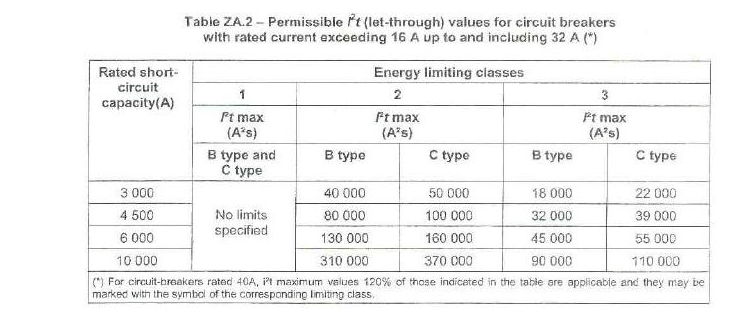 Table ZA.2 – Permissible I²t (let-through) values for circuit breakers
with rated current exceeding 16 A up to and including 32 A (*)
Rated short-
circuit
capacity(A)
Energy limiting classes
1 2 3
I²t max
(A²s)
I²t max
(A²s)
I²t max
(A²s)
B type and
C type
B type C type B type C type
3 000 No limits
specified 40 000 50 000 18 000 22 000
4 500 80 000 100 000 32 000 39 000
6 000 130 000 160 000 45 000 55 000
10 000 310 000 370 000 90 000 110 000
(*) For circuit-breakers rated 40A, i²t maximum values 120% of those indicated in the table are applicable and they may be
marked with the symbol of the corresponding limiting class.